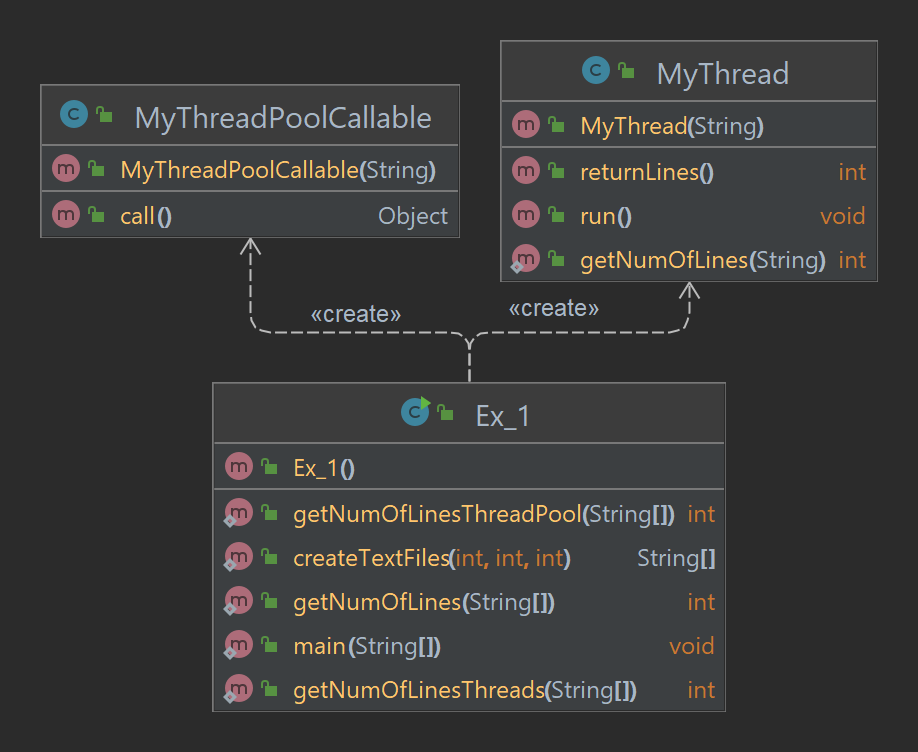 MyThreadPoolCallable
MyThreadPoolCallable(String)
call() Object
MyThread
MyThread(String)
returnLines() int
run() void
getNumOfLines(String) int
«create»
«create»
Ex_1
Ex_1()
getNumOfLinesThreadPool(String[]) int
createTextFiles(int, int, int) String[]
getNumOfLines(String[]) int
main(String[]) void
getNumOfLinesThreads(String[]) int